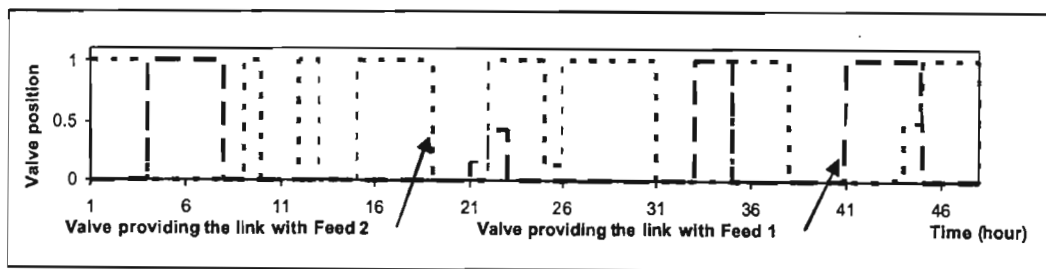 1
0.5
0
Valve position
1 6 11 16 21 26 31 36 41 46
Valve providing the link with Feed 2 Valve providing the link with Feed 1 Time (hour)